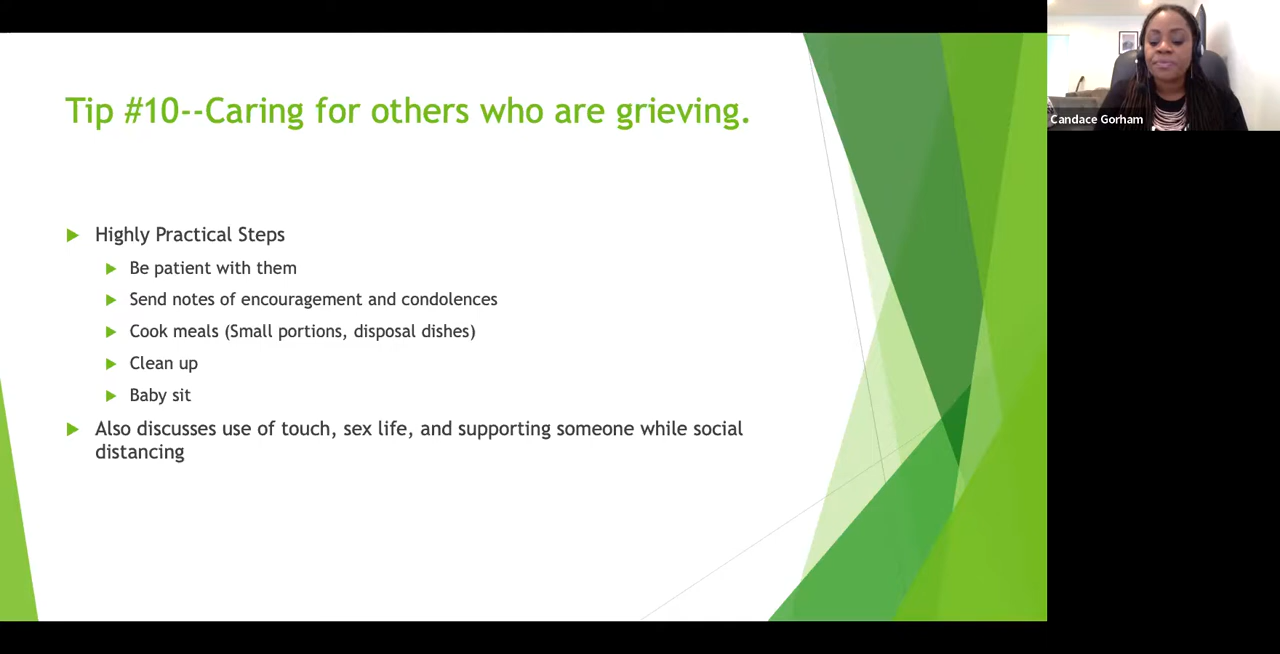 Tip #10--Caring for others who are grieving.
Highly Practical Steps
Be patient with them
Send notes of encouragement and condolences
Cook meals (Small portions, disposal dishes)
Clean up
Baby sit
Also discusses use of touch, sex life, and supporting someone while social
distancing
Candace Gorham